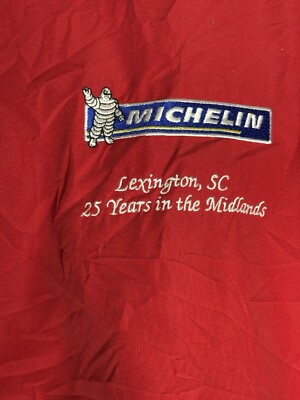 MICHELIN
Lexington, SC
25 Years in the Midlands